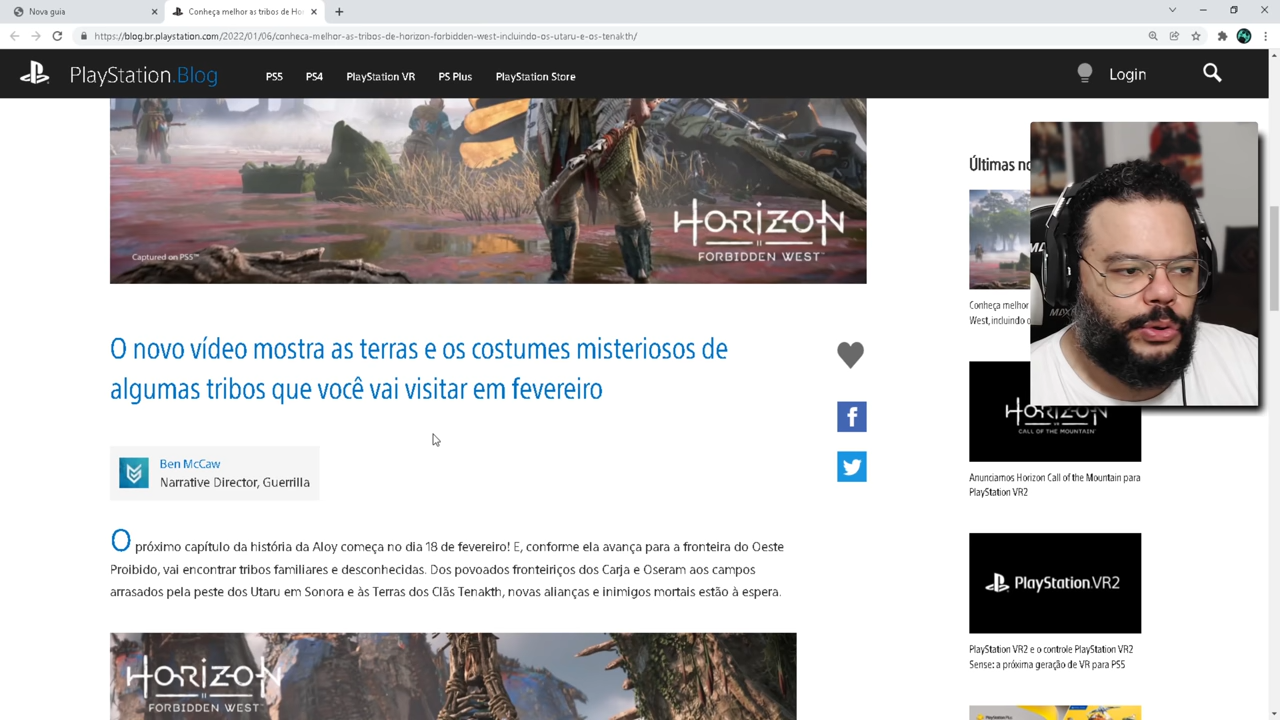 Nova guia
Conheça melhor as tribos de Hor
https://blog.br.playstation.com/2022/01/06/conheca-melhor-as-tribos-de-horizon-forbidden-west-incluindo-os-utaru-e-os-tenakth/
PlayStation.Blog
PS5
PS4
PlayStation VR
PS Plus
PlayStation Store
Login
Captured on PS5™
HORIZON
FORBIDDEN WEST™
O novo vídeo mostra as terras e os costumes misteriosos de
algumas tribos que você vai visitar em fevereiro
Ben McCaw
Narrative Director, Guerrilla
O próximo capítulo da história da Aloy começa no dia 18 de fevereiro! E, conforme ela avança para a fronteira do Oeste
Proibido, vai encontrar tribos familiares e desconhecidas. Dos povoados fronteiriços dos Carja e Oseram aos campos
arrasados pela peste dos Utaru em Sonora e às Terras dos Clãs Tenakth, novas alianças e inimigos mortais estão à espera.
HORIZON
FORBIDDEN WEST™
Últimas
Conheça melhor
West, incluindo
HORIZON
CALL OF THE MOUNTAIN™
Anunciamos Horizon Call of the Mountain para
PlayStation VR2
PlayStation.VR2
PlayStation VR2 e o controle PlayStation VR2
Sense: a próxima geração de VR para PS5